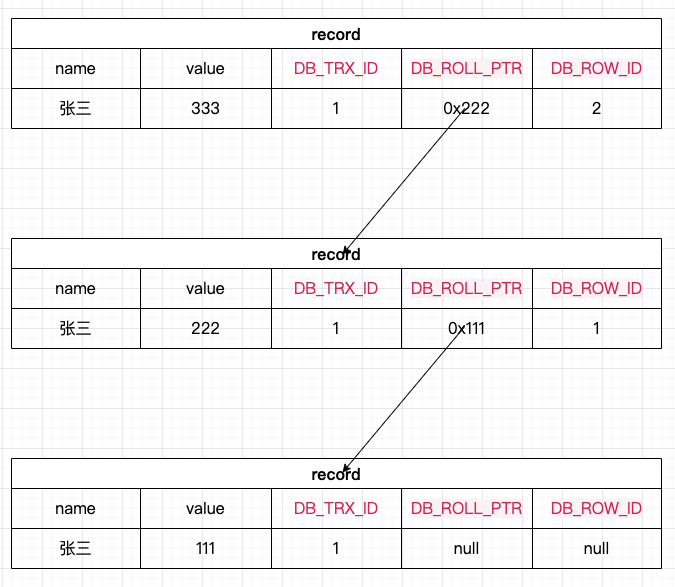 record
name value DB_TRX_ID DB_ROLL_PTR DB_ROW_ID
张三 333 1 0x222 2
record
name value DB_TRX_ID DB_ROLL_PTR DB_ROW_ID
张三 222 1 0x111 1
record
name value DB_TRX_ID DB_ROLL_PTR DB_ROW_ID
张三 111 1 null null